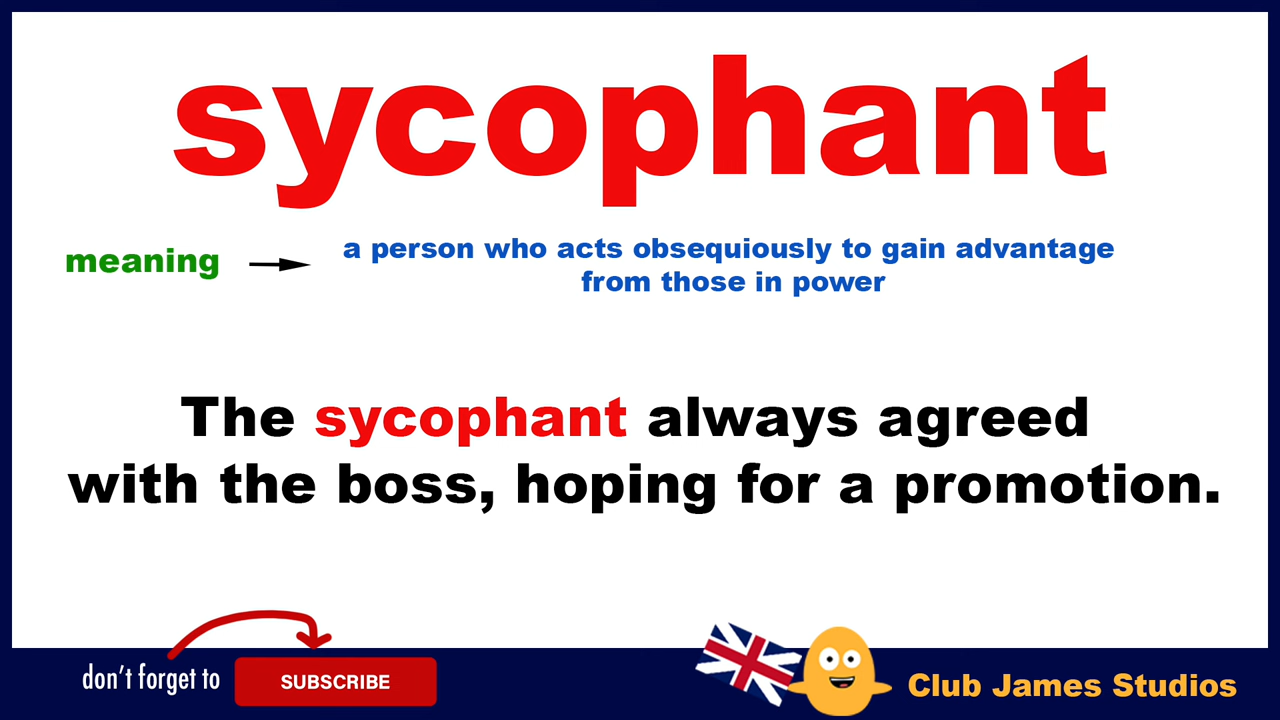 sycophant
meaning
a person who acts obsequiously to gain advantage
from those in power
The sycophant always agreed
with the boss, hoping for a promotion.
don't forget to
SUBSCRIBE
Club James Studios